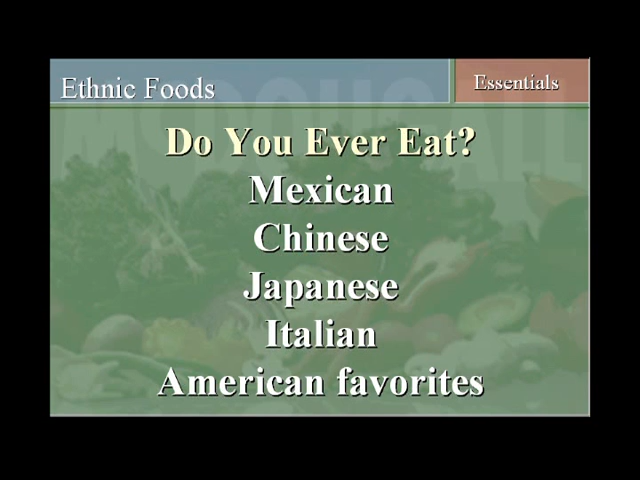 Ethnic Foods
Essentials
Do You Ever Eat?
Mexican
Chinese
Japanese
Italian
American favorites